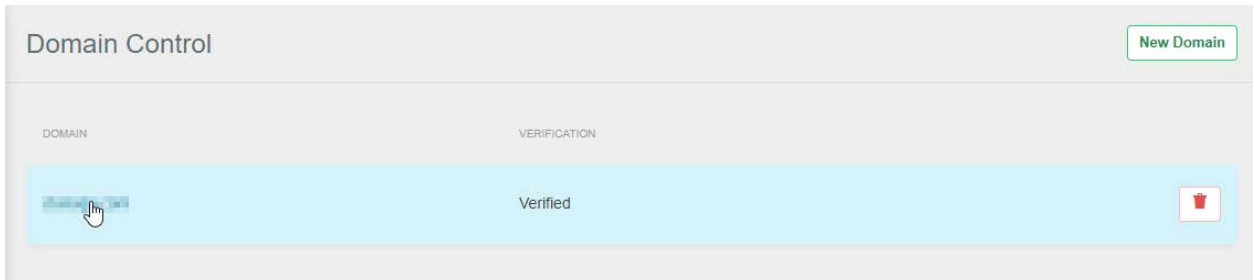 Domain Control
New Domain
DOMAIN
VERIFICATION
Verified